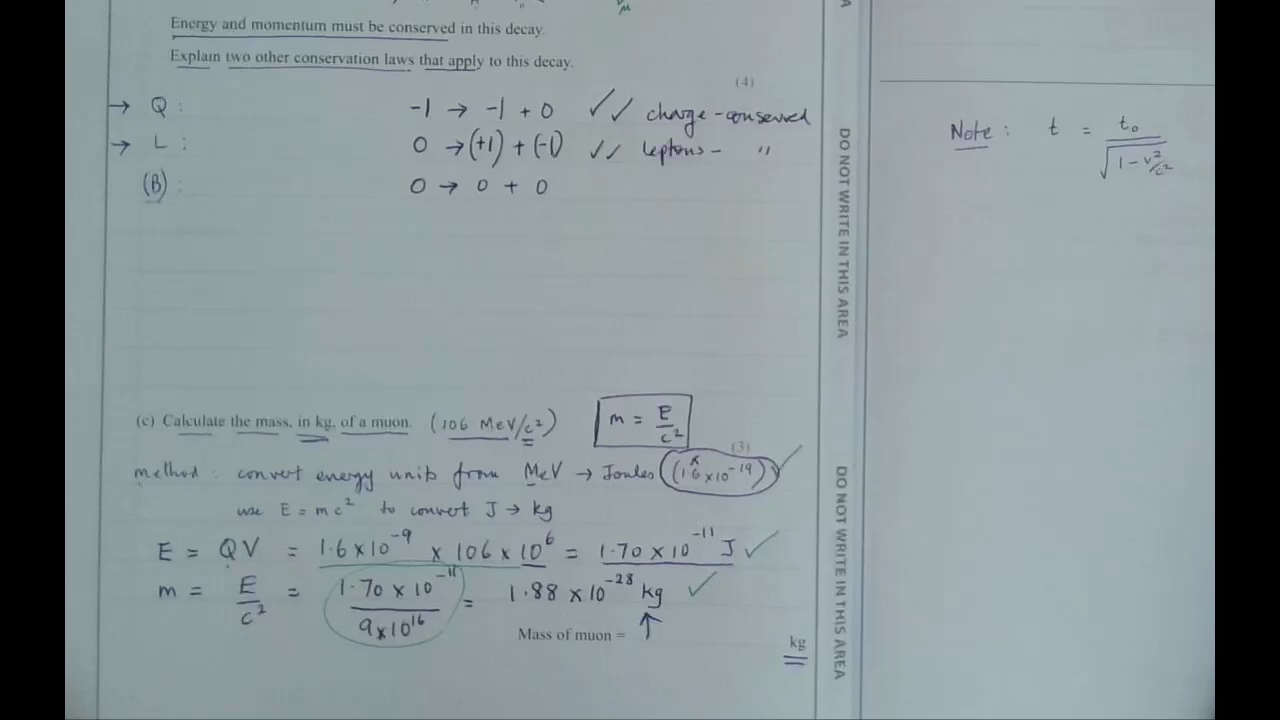 Energy and momentum must be conserved in this decay.
Explain two other conservation laws that apply to this decay.
(4)
→ Q : -1 → -1 + 0 ✓✓ charge - conserved
→ L : 0 → (+1) + (-1) ✓✓ leptons - "
(B) : 0 → 0 + 0
(c) Calculate the mass, in kg, of a muon. (106 MeV/c²) m = E/c²
(3)
method : convert energy units from MeV → Joules (1.6 × 10⁻¹⁹) ✓
use E = mc² to convert J → kg
E = QV = 1.6 × 10⁻⁹ × 106 × 10⁶ = 1.70 × 10⁻¹¹ J ✓
m = E/c² = 1.70 × 10⁻¹¹ / 9 × 10¹⁶ = 1.88 × 10⁻²⁸ kg ✓
Mass of muon = ↑ kg
DO NOT WRITE IN THIS AREA
DO NOT WRITE IN THIS AREA
Note : t = t₀ / √(1 - v²/c²)